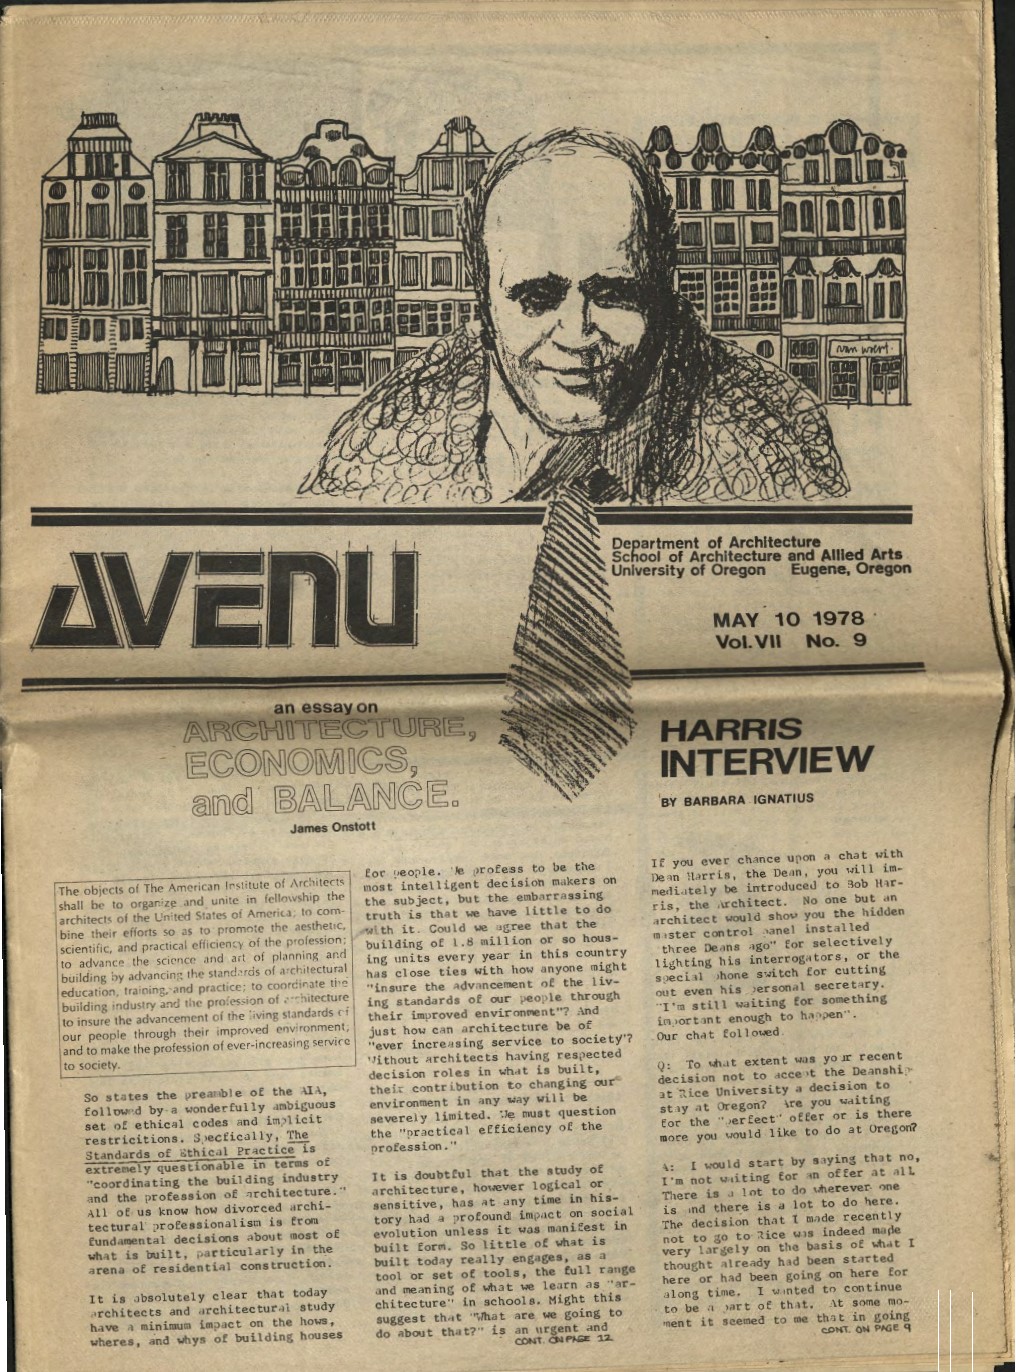 van wert.
AVENU
Department of Architecture
School of Architecture and Allied Arts
University of Oregon Eugene, Oregon
MAY 10 1978
Vol. VII No. 9
an essay on
ARCHITECTURE,
ECONOMICS,
and BALANCE.
James Onstott
The objects of The American Institute of Architects
shall be to organize and unite in fellowship the
architects of the United States of America; to com-
bine their efforts so as to promote the aesthetic,
scientific, and practical efficiency of the profession;
to advance the science and art of planning and
building by advancing the standards of architectural
education, training, and practice; to coordinate the
building industry and the profession of architecture
to insure the advancement of the living standards of
our people through their improved environment;
and to make the profession of ever-increasing service
to society.
So states the preamble of the AIA,
followed by a wonderfully ambiguous
set of ethical codes and implicit
restricitions. Specfically, The
Standards of Ethical Practice is
extremely questionable in terms of
"coordinating the building industry
and the profession of architecture."
All of us know how divorced archi-
tectural professionalism is from
fundamental decisions about most of
what is built, particularly in the
arena of residential construction.
It is absolutely clear that today
architects and architectural study
have a minimum impact on the hows,
wheres, and whys of building houses
for people. We profess to be the
most intelligent decision makers on
the subject, but the embarrassing
truth is that we have little to do
with it. Could we agree that the
building of 1.8 million or so hous-
ing units every year in this country
has close ties with how anyone might
"insure the advancement of the liv-
ing standards of our people through
their improved environment"? And
just how can architecture be of
"ever increasing service to society"?
Without architects having respected
decision roles in what is built,
their contribution to changing our
environment in any way will be
severely limited. We must question
the "practical efficiency of the
profession."
It is doubtful that the study of
architecture, however logical or
sensitive, has at any time in his-
tory had a profound impact on social
evolution unless it was manifest in
built form. So little of what is
built today really engages, as a
tool or set of tools, the full range
and meaning of what we learn as "ar-
chitecture" in schools. Might this
suggest that "What are we going to
do about that?" is an urgent and
CONT. ON PAGE 12
HARRIS
INTERVIEW
BY BARBARA IGNATIUS
If you ever chance upon a chat with
Dean Harris, the Dean, you will im-
mediately be introduced to Bob Har-
ris, the Architect. No one but an
architect would show you the hidden
master control panel installed
"three Deans ago" for selectively
lighting his interrogators, or the
special phone switch for cutting
out even his personal secretary.
"I'm still waiting for something
important enough to happen".
Our chat followed.
Q: To what extent was your recent
decision not to accept the Deanship
at Rice University a decision to
stay at Oregon? Are you waiting
for the "perfect" offer or is there
more you would like to do at Oregon?
A: I would start by saying that no,
I'm not waiting for an offer at all.
There is a lot to do wherever one
is and there is a lot to do here.
The decision that I made recently
not to go to Rice was indeed made
very largely on the basis of what I
thought already had been started
here or had been going on here for
along time. I wanted to continue
to be a part of that. At some mo-
ment it seemed to me that in going
CONT. ON PAGE 9